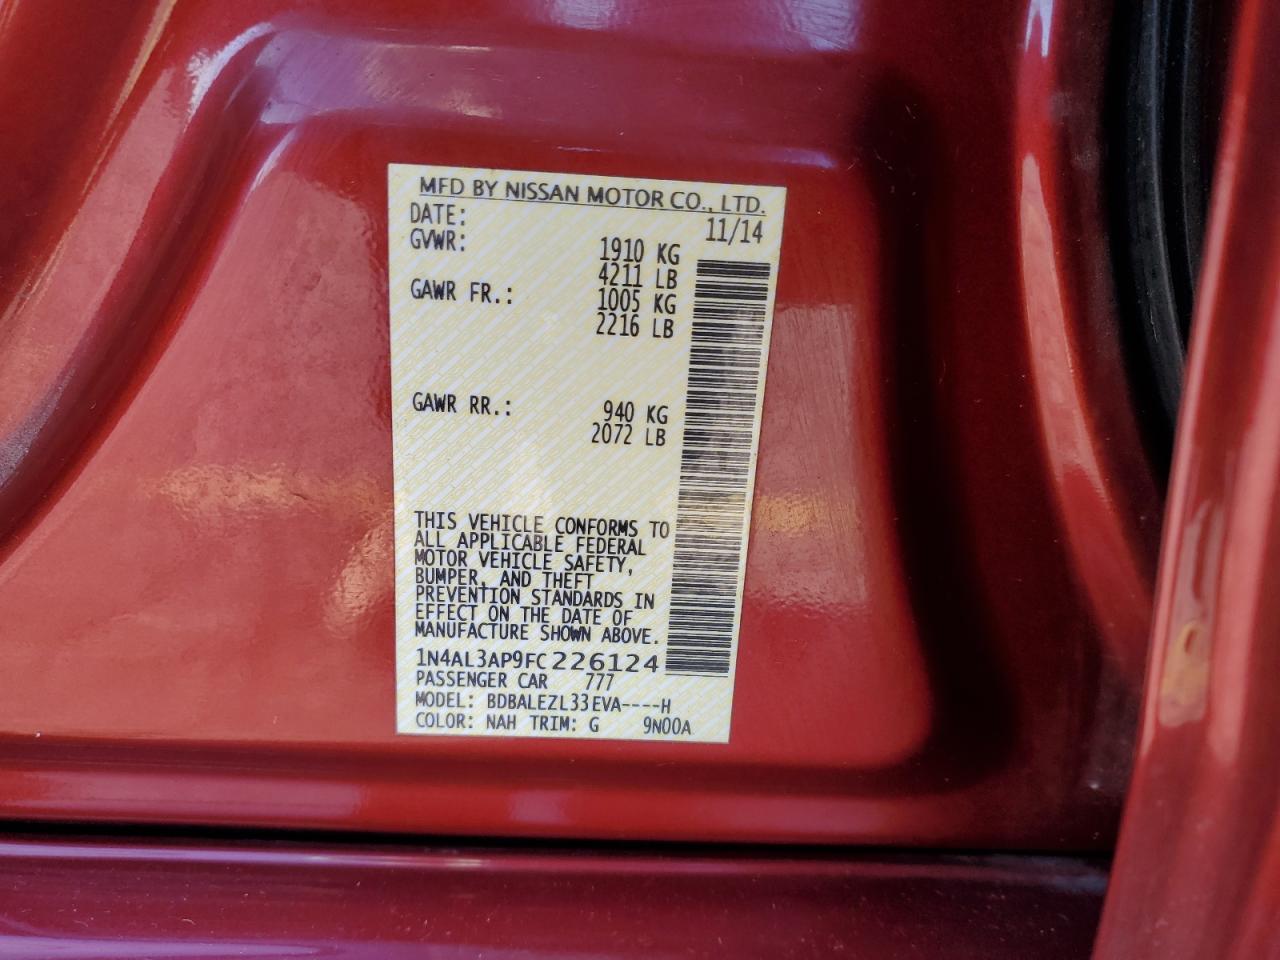 MFD BY NISSAN MOTOR CO., LTD.
DATE: 11/14
GVWR: 1910 KG
4211 LB
GAWR FR.: 1005 KG
2216 LB
GAWR RR.: 940 KG
2072 LB
THIS VEHICLE CONFORMS TO
ALL APPLICABLE FEDERAL
MOTOR VEHICLE SAFETY,
BUMPER, AND THEFT
PREVENTION STANDARDS IN
EFFECT ON THE DATE OF
MANUFACTURE SHOWN ABOVE.
1N4AL3AP9FC226124
PASSENGER CAR 777
MODEL: BDBALEZL33EVA----H
COLOR: NAH TRIM: G 9N00A